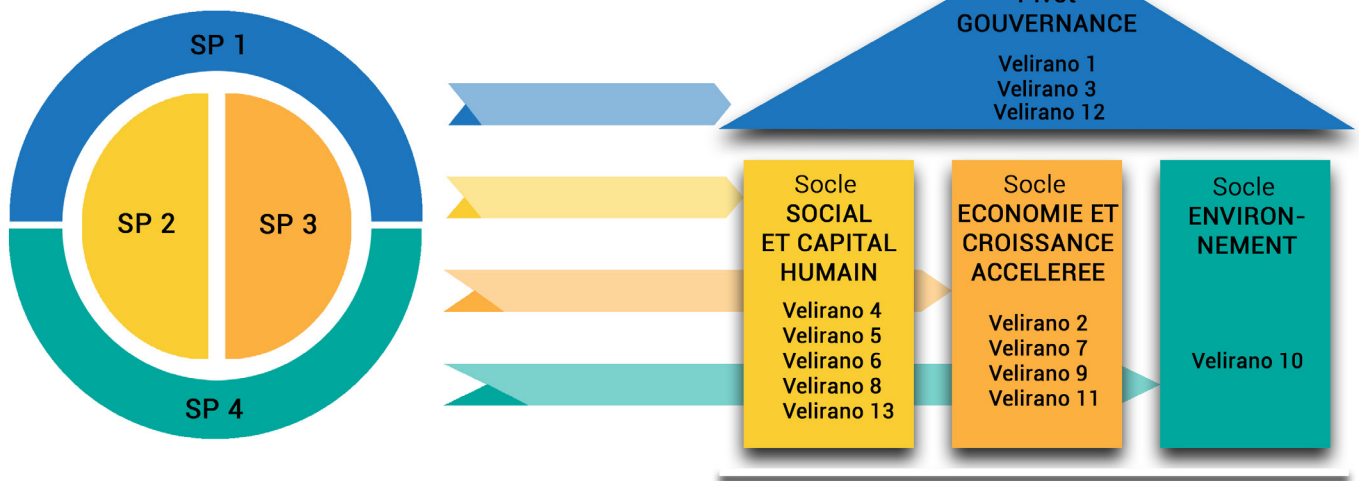 SP 1
SP 2
SP 3
SP 4
GOUVERNANCE
Velirano 1
Velirano 3
Velirano 12
Socle
SOCIAL
ET CAPITAL
HUMAIN
Velirano 4
Velirano 5
Velirano 6
Velirano 8
Velirano 13
Socle
ECONOMIE ET
CROISSANCE
ACCELEREE
Velirano 2
Velirano 7
Velirano 9
Velirano 11
Socle
ENVIRON-
NEMENT
Velirano 10